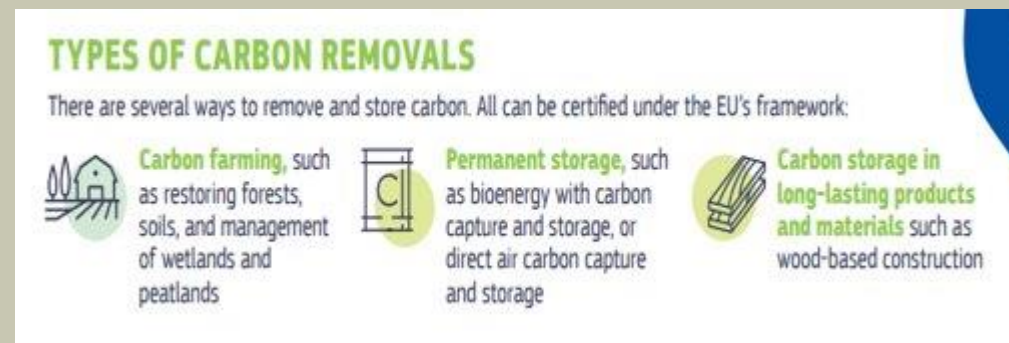 TYPES OF CARBON REMOVALS
There are several ways to remove and store carbon. All can be certified under the EU's framework:
Carbon farming, such
as restoring forests,
soils, and management
of wetlands and
peatlands
C
Permanent storage, such
as bioenergy with carbon
capture and storage, or
direct air carbon capture
and storage
Carbon storage in
long-lasting products
and materials such as
wood-based construction